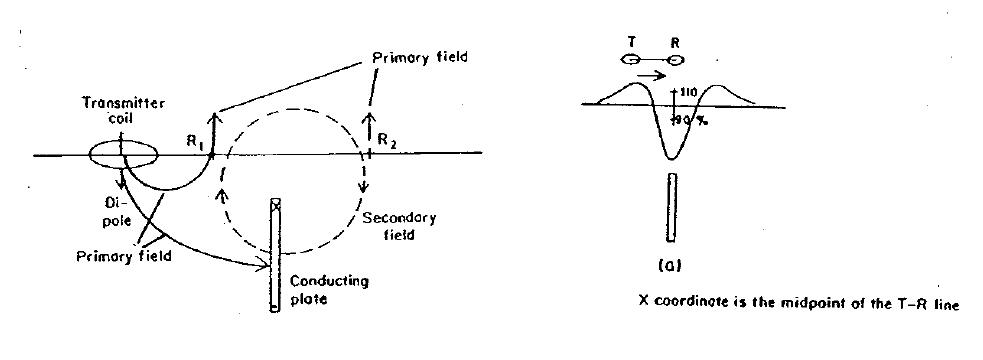 Primary field
Transmitter
coil
R1
R2
Di-
pole
Primary field
Secondary
field
Conducting
plate
T R
110
90 %
(a)
X coordinate is the midpoint of the T-R line